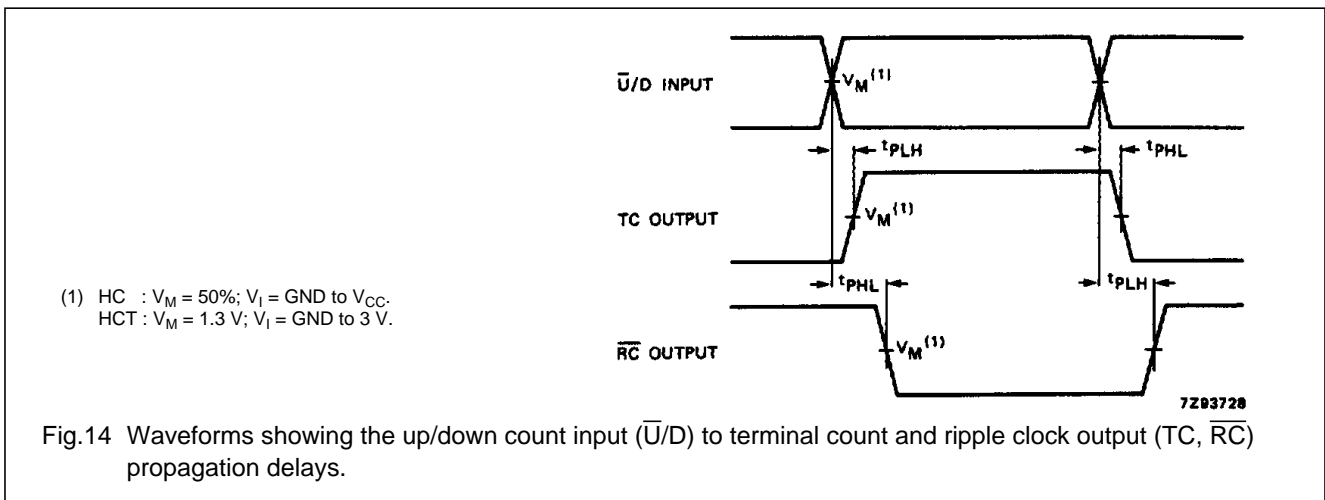 U̅/D INPUT
V_M(1)
t_PLH
t_PHL
TC OUTPUT
V_M(1)
t_PHL
t_PLH
(1) HC : V_M = 50%; V_I = GND to V_CC.
HCT : V_M = 1.3 V; V_I = GND to 3 V.
R̅C̅ OUTPUT
V_M(1)
7Z93728
Fig.14 Waveforms showing the up/down count input (U̅/D) to terminal count and ripple clock output (TC, R̅C̅)
propagation delays.